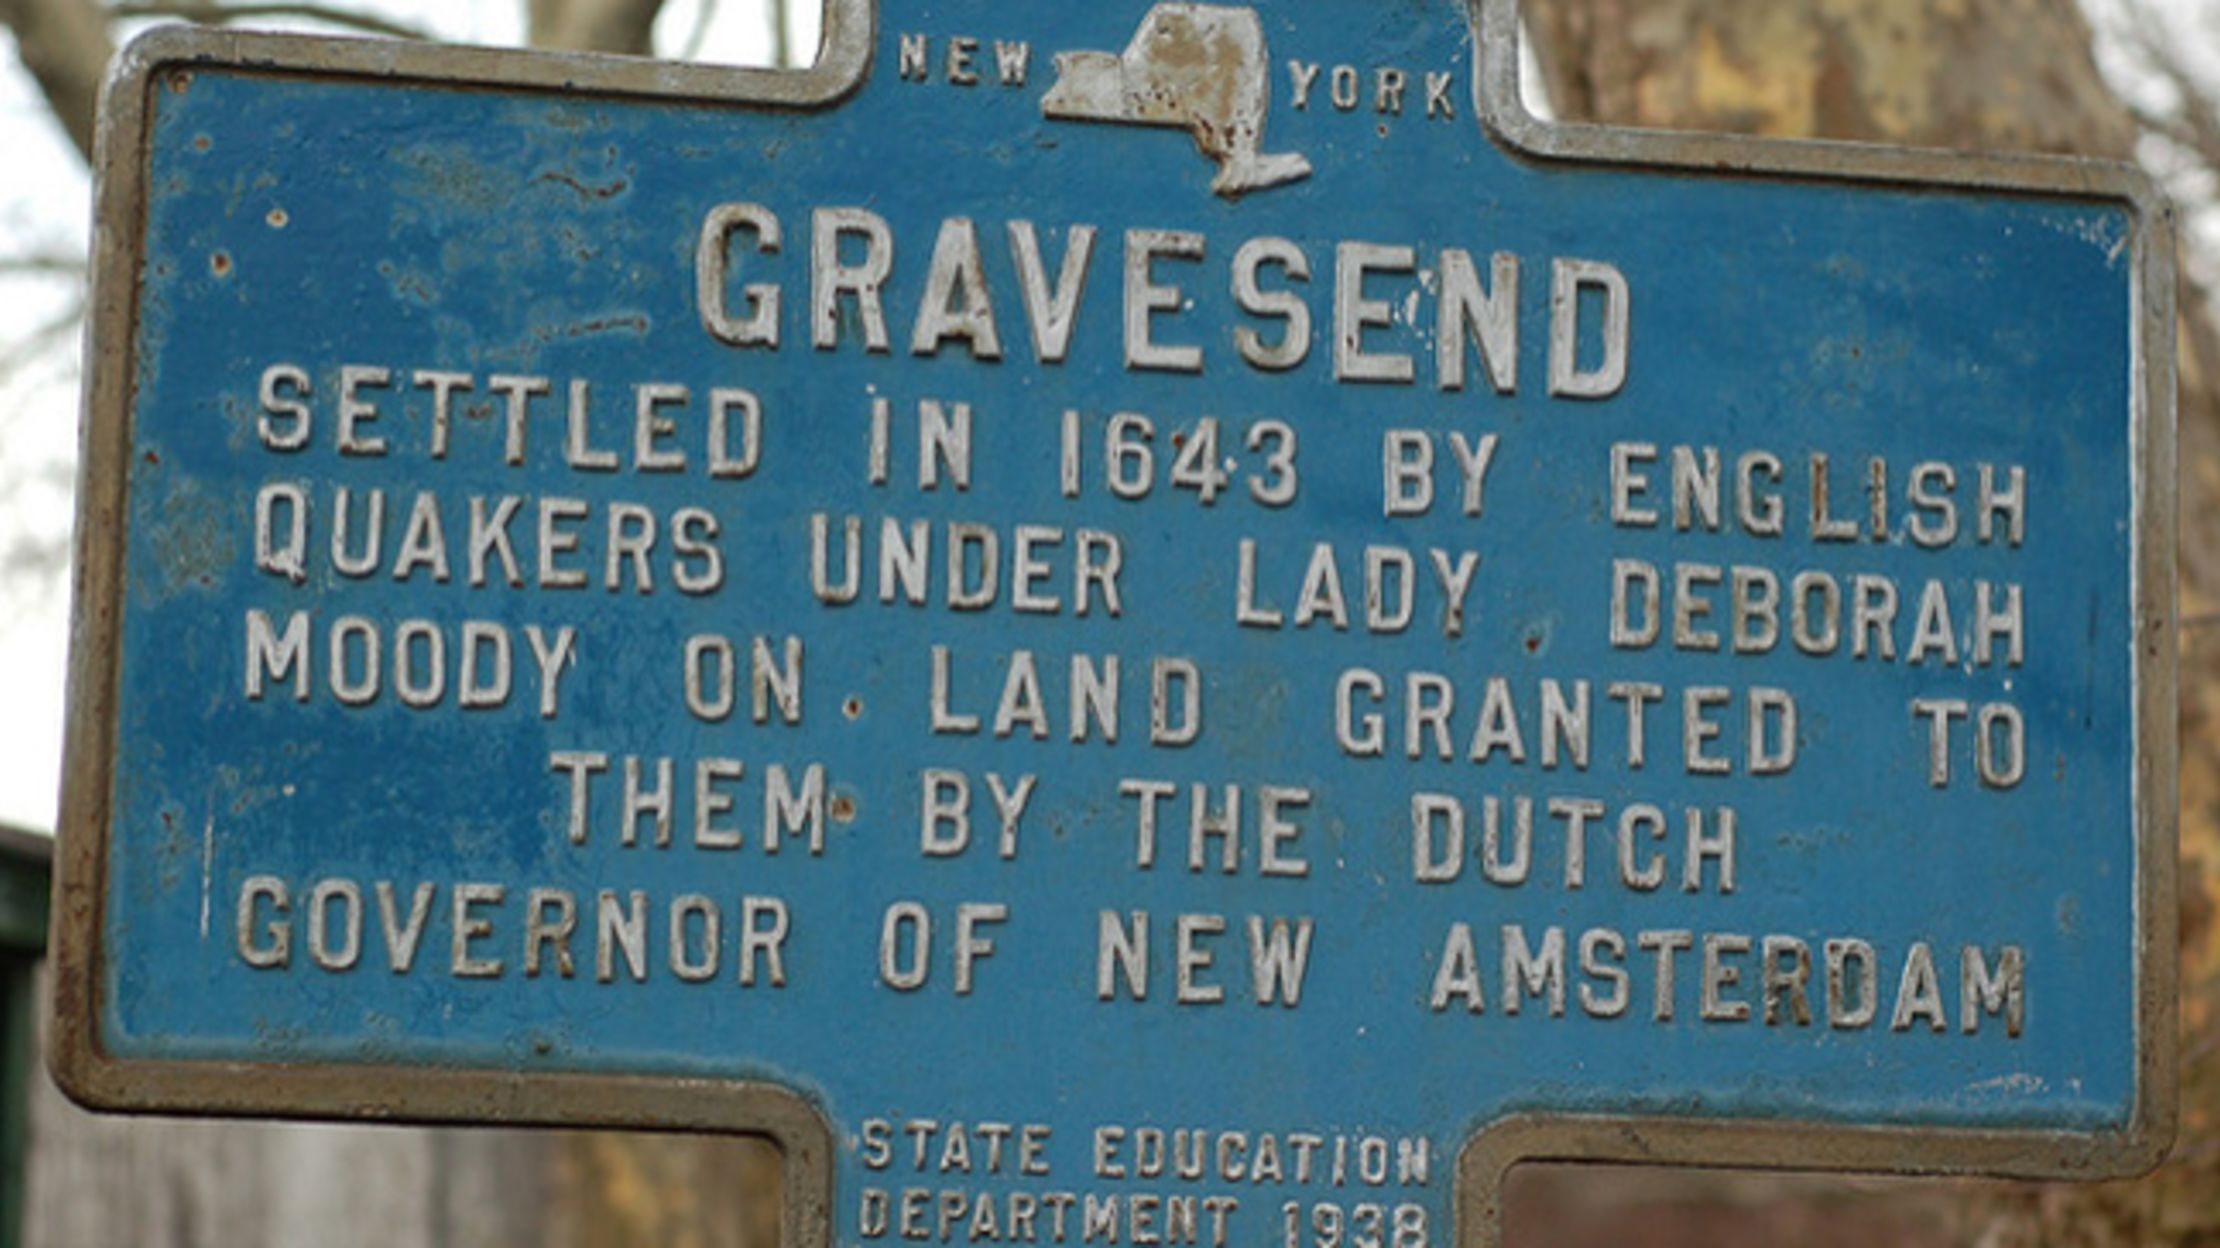 NEW YORK
GRAVESEND
SETTLED IN 1643 BY ENGLISH
QUAKERS UNDER LADY DEBORAH
MOODY ON LAND GRANTED TO
THEM BY THE DUTCH
GOVERNOR OF NEW AMSTERDAM
STATE EDUCATION
DEPARTMENT 1938